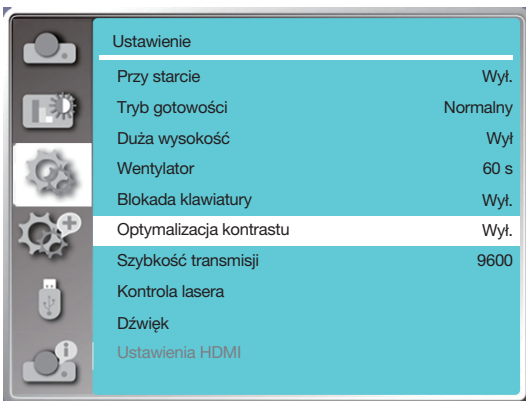 Ustawienie
Przy starcie Wył.
Tryb gotowości Normalny
Duża wysokość Wył
Wentylator 60 s
Blokada klawiatury Wył.
Optymalizacja kontrastu Wył.
Szybkość transmisji 9600
Kontrola lasera
Dźwięk
Ustawienia HDMI